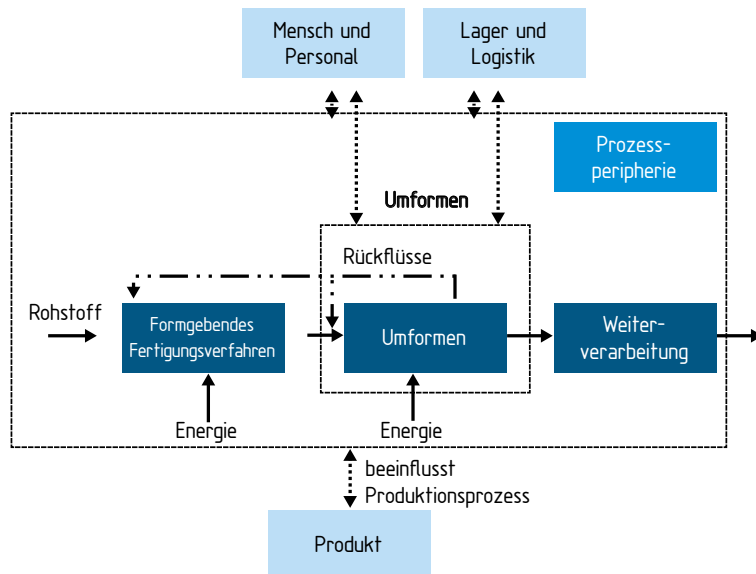 Mensch und
Personal
Lager und
Logistik
Prozess-
peripherie
Umformen
Rückflüsse
Rohstoff
Formgebendes
Fertigungsverfahren
Umformen
Weiter-
verarbeitung
Energie
Energie
beeinflusst
Produktionsprozess
Produkt